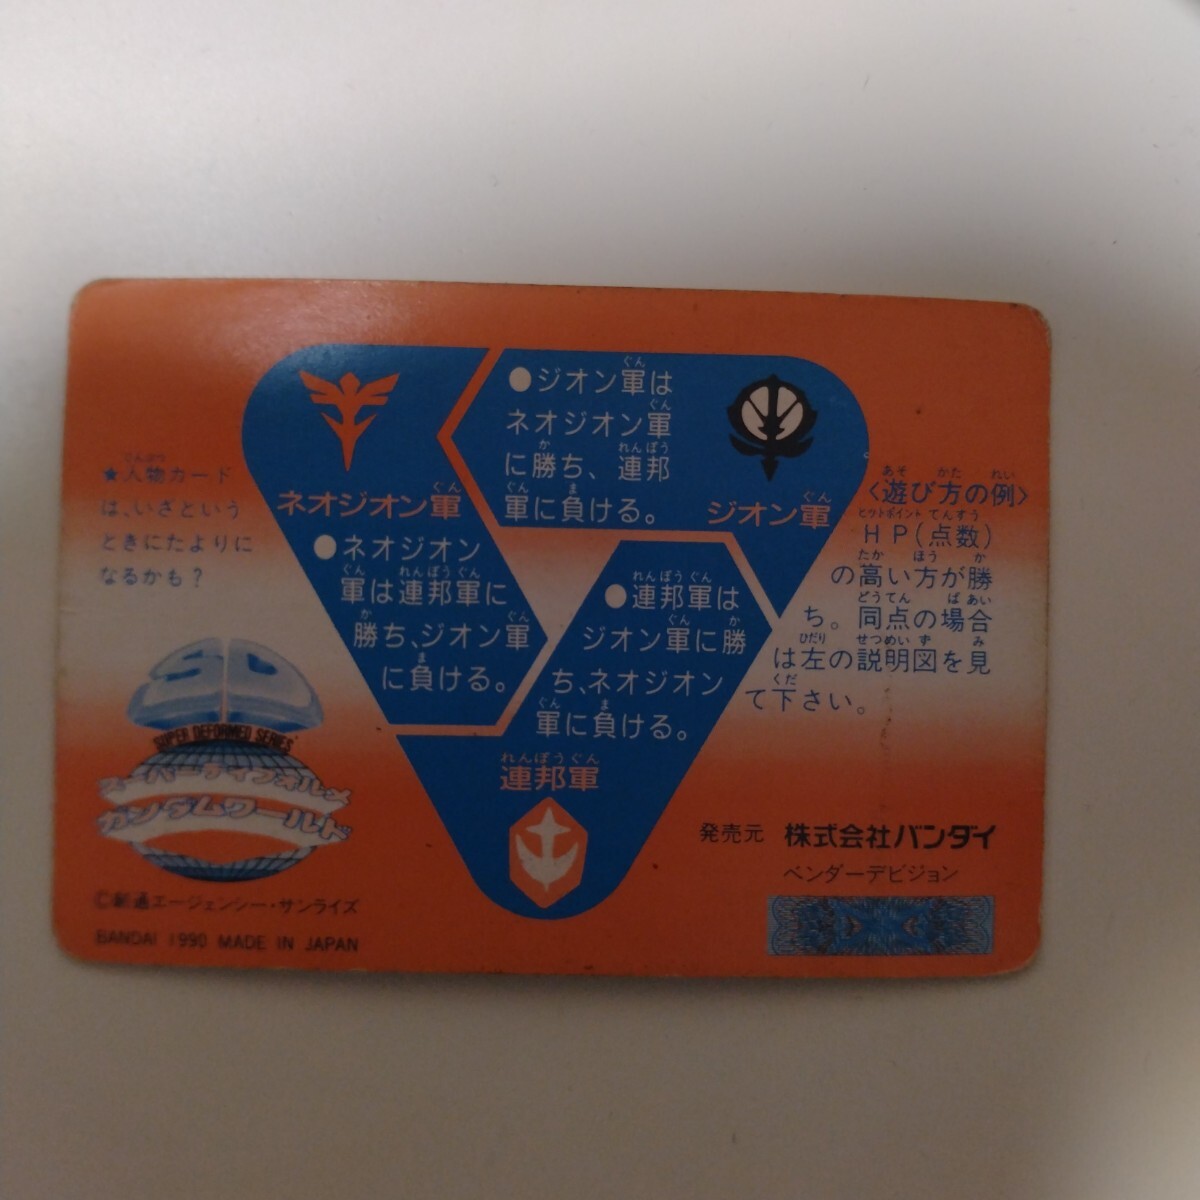 ★人物カード
は、いざという
ときにたよりに
なるかも?
ネオジオン軍
●ネオジオン
軍は連邦軍に
勝ち、ジオン軍
に負ける。
●ジオン軍は
ネオジオン軍
に勝ち、連邦
軍に負ける。
ジオン軍
●連邦軍は
ジオン軍に勝
ち、ネオジオン
軍に負ける。
連邦軍
〈遊び方の例〉
HP(点数)
の高い方が勝
ち。同点の場合
は左の説明図を見
て下さい。
SD
SUPER DEFORMED SERIES
スーパーディフォルメ
ガンダムワールド
©創通エージェンシー・サンライズ
BANDAI 1990 MADE IN JAPAN
発売元 株式会社バンダイ
ベンダーデビジョン